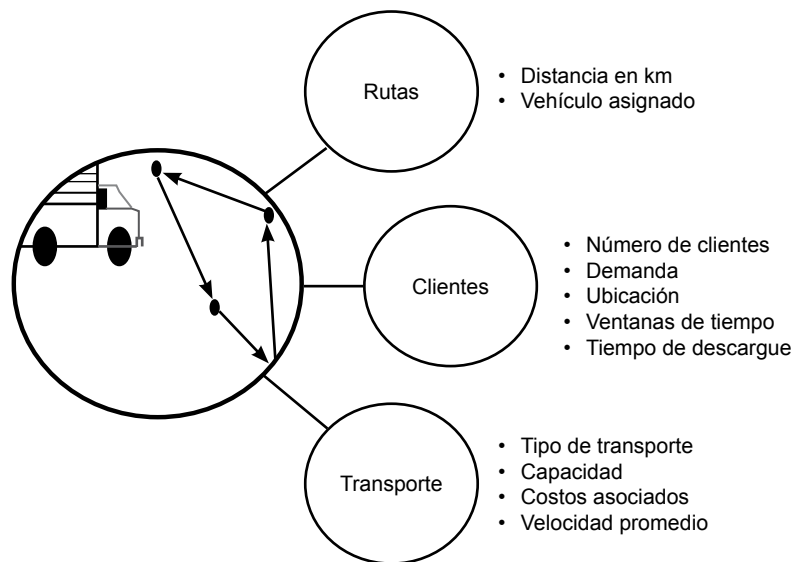 Rutas
• Distancia en km
• Vehículo asignado
Clientes
• Número de clientes
• Demanda
• Ubicación
• Ventanas de tiempo
• Tiempo de descargue
Transporte
• Tipo de transporte
• Capacidad
• Costos asociados
• Velocidad promedio